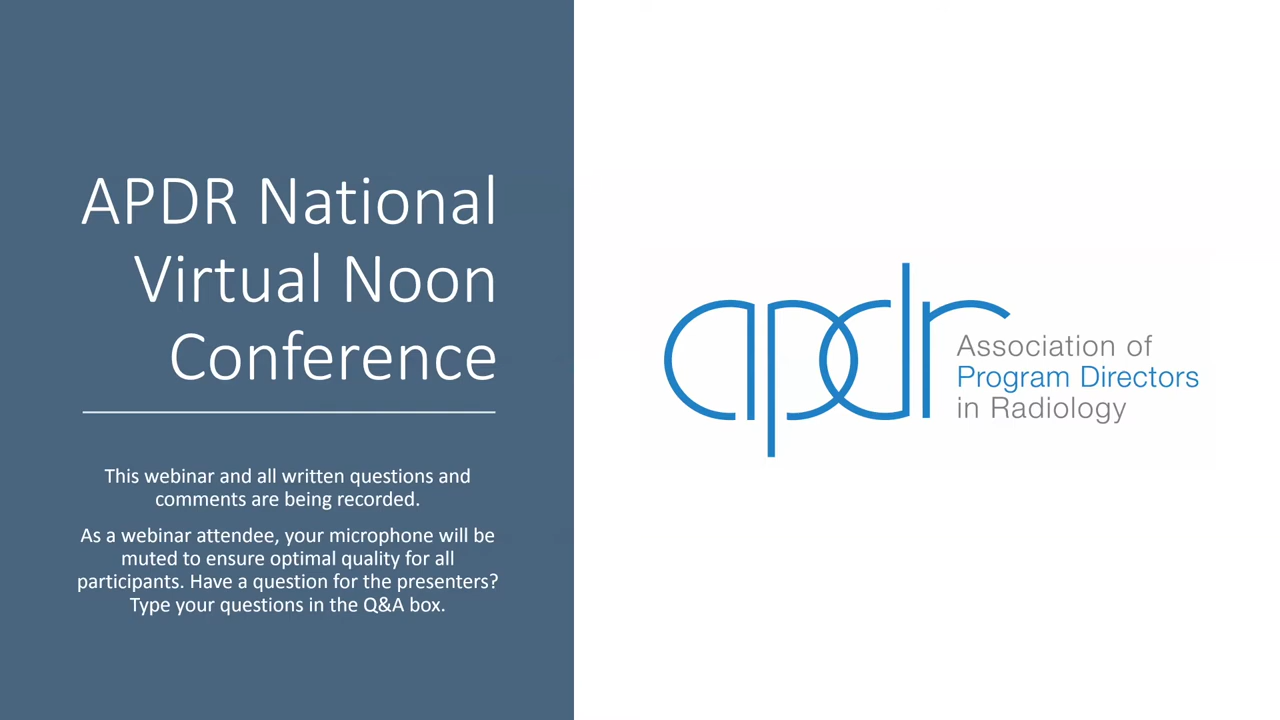 APDR National
Virtual Noon
Conference
This webinar and all written questions and
comments are being recorded.
As a webinar attendee, your microphone will be
muted to ensure optimal quality for all
participants. Have a question for the presenters?
Type your questions in the Q&A box.
apdr
Association of
Program Directors
in Radiology